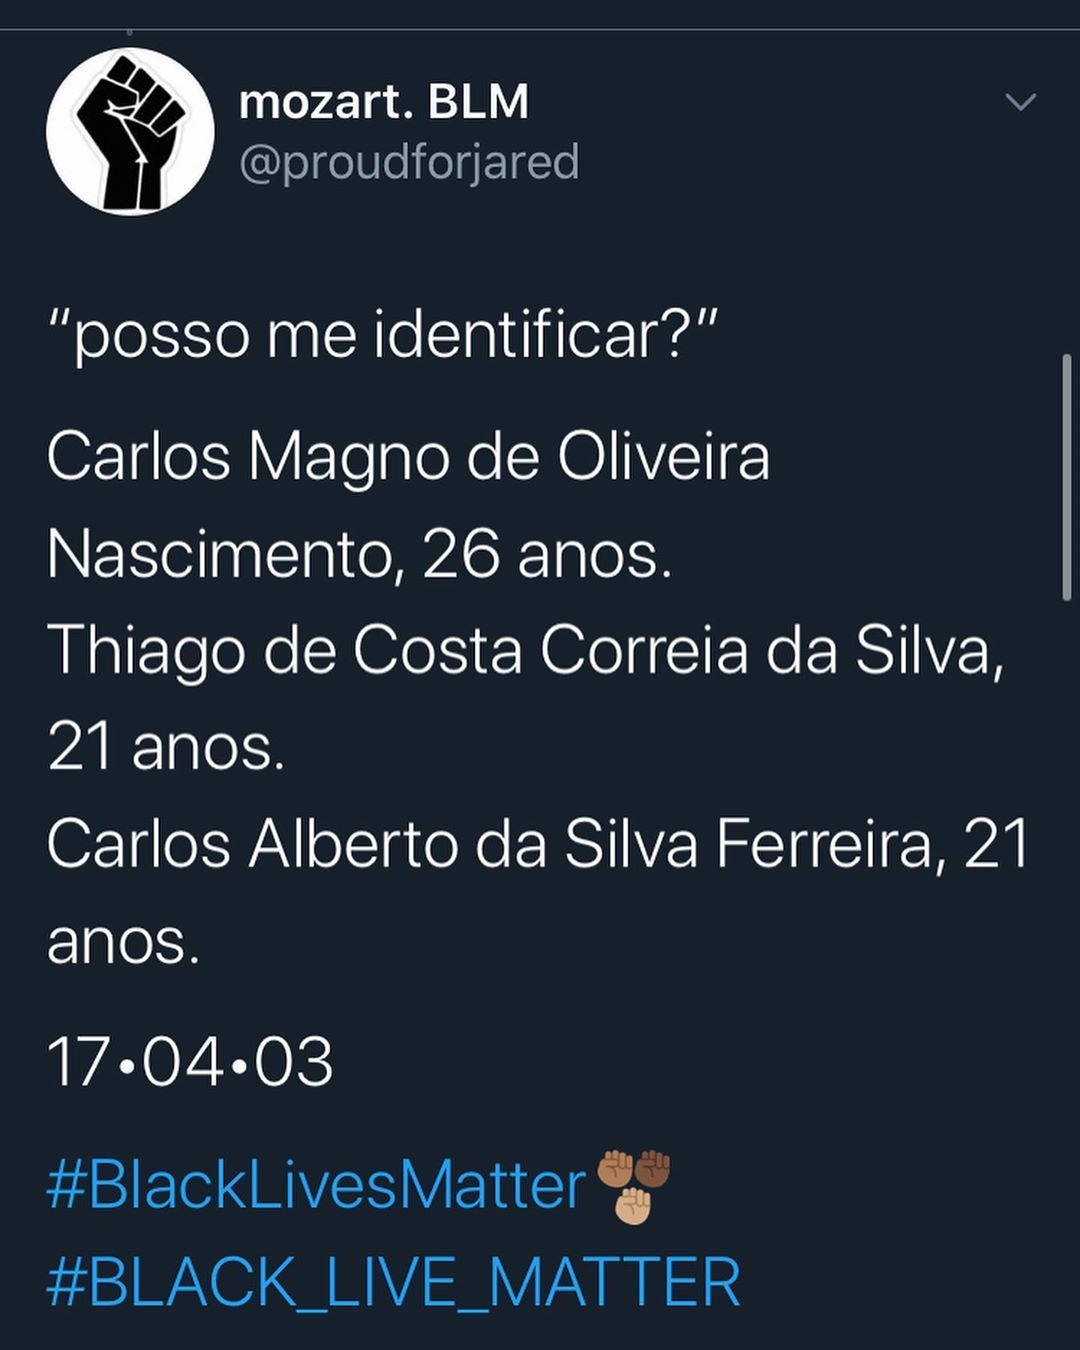 mozart. BLM
@proudforjared
“posso me identificar?”
Carlos Magno de Oliveira
Nascimento, 26 anos.
Thiago de Costa Correia da Silva,
21 anos.
Carlos Alberto da Silva Ferreira, 21
anos.
17•04•03
#BlackLivesMatter
#BLACK_LIVE_MATTER